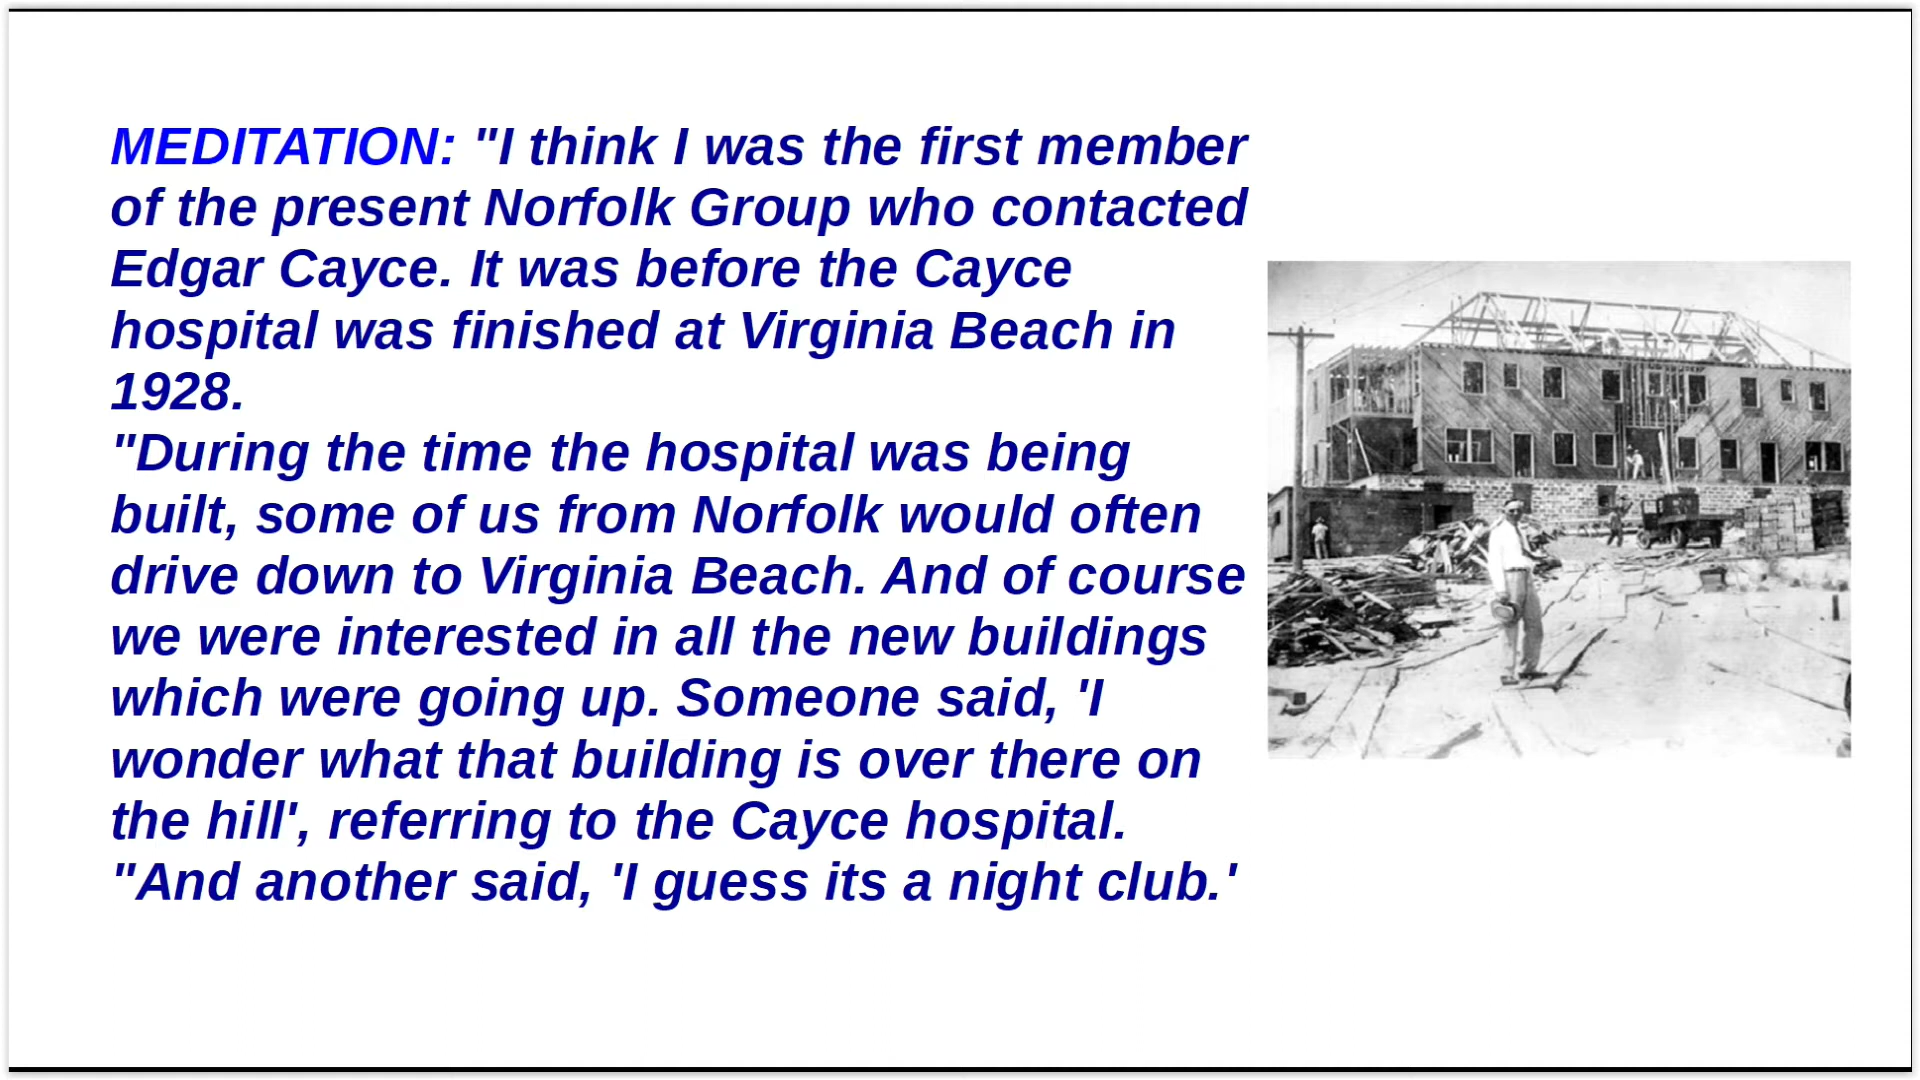 MEDITATION: "I think I was the first member
of the present Norfolk Group who contacted
Edgar Cayce. It was before the Cayce
hospital was finished at Virginia Beach in
1928.
"During the time the hospital was being
built, some of us from Norfolk would often
drive down to Virginia Beach. And of course
we were interested in all the new buildings
which were going up. Someone said, 'I
wonder what that building is over there on
the hill', referring to the Cayce hospital.
"And another said, 'I guess its a night club.'